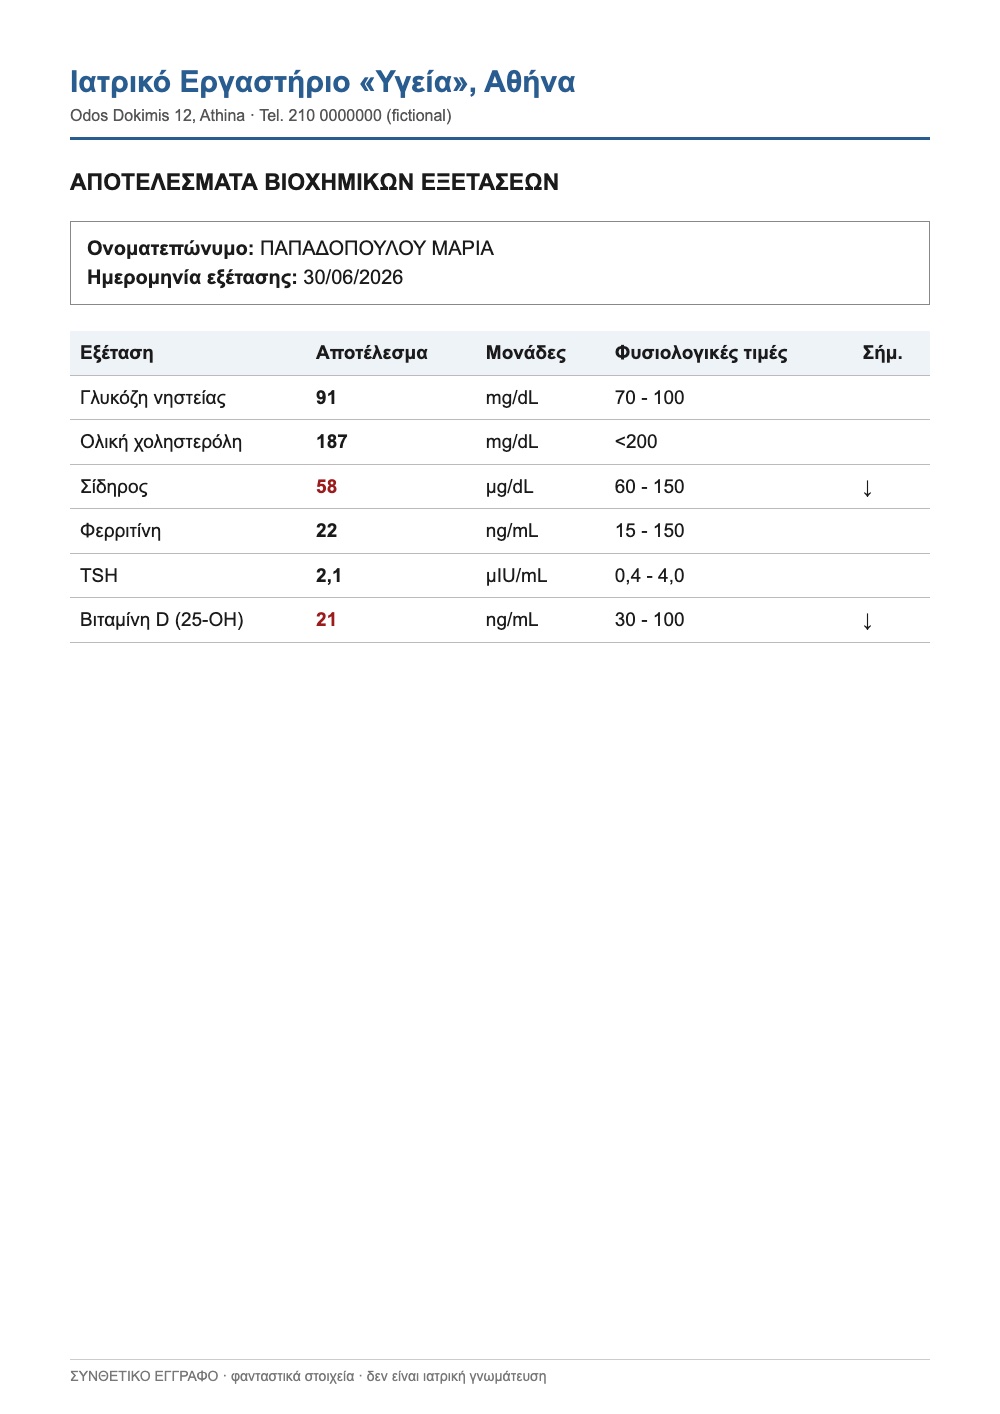 Ιατρικό Εργαστήριο «Υγεία», Αθήνα
Odos Dokimis 12, Athina · Tel. 210 0000000 (fictional)
ΑΠΟΤΕΛΕΣΜΑΤΑ ΒΙΟΧΗΜΙΚΩΝ ΕΞΕΤΑΣΕΩΝ
Ονοματεπώνυμο: ΠΑΠΑΔΟΠΟΥΛΟΥ ΜΑΡΙΑ
Ημερομηνία εξέτασης: 30/06/2026
Εξέταση Αποτέλεσμα Μονάδες Φυσιολογικές τιμές Σήμ.
Γλυκόζη νηστείας 91 mg/dL 70 - 100
Ολική χοληστερόλη 187 mg/dL <200
Σίδηρος 58 μg/dL 60 - 150 ↓
Φερριτίνη 22 ng/mL 15 - 150
TSH 2,1 μIU/mL 0,4 - 4,0
Βιταμίνη D (25-OH) 21 ng/mL 30 - 100 ↓
ΣΥΝΘΕΤΙΚΟ ΕΓΓΡΑΦΟ · φανταστικά στοιχεία · δεν είναι ιατρική γνωμάτευση